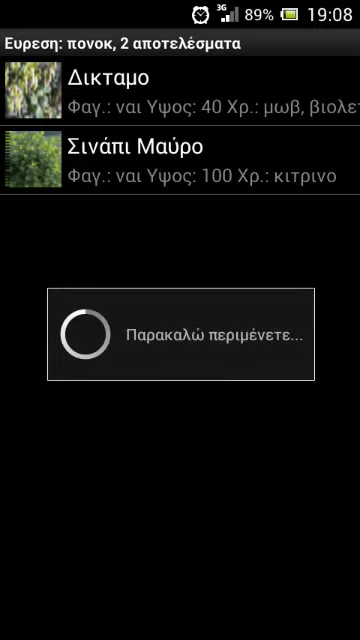 3G 89% 19:08
Ευρεση: πονοκ, 2 αποτελέσματα
Δικταμο
Φαγ.: ναι Υψος: 40 Χρ.: μωβ, βιολετ
Σινάπι Μαύρο
Φαγ.: ναι Υψος: 100 Χρ.: κιτρινο
Παρακαλώ περιμένετε...